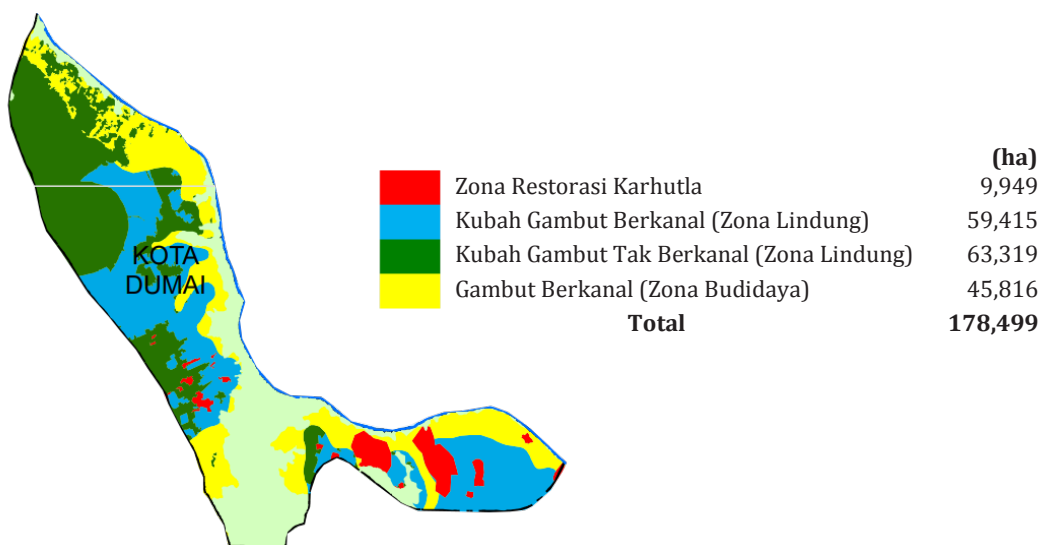 KOTA
DUMAI
(ha)
Zona Restorasi Karhutla 9,949
Kubah Gambut Berkanal (Zona Lindung) 59,415
Kubah Gambut Tak Berkanal (Zona Lindung) 63,319
Gambut Berkanal (Zona Budidaya) 45,816
Total 178,499